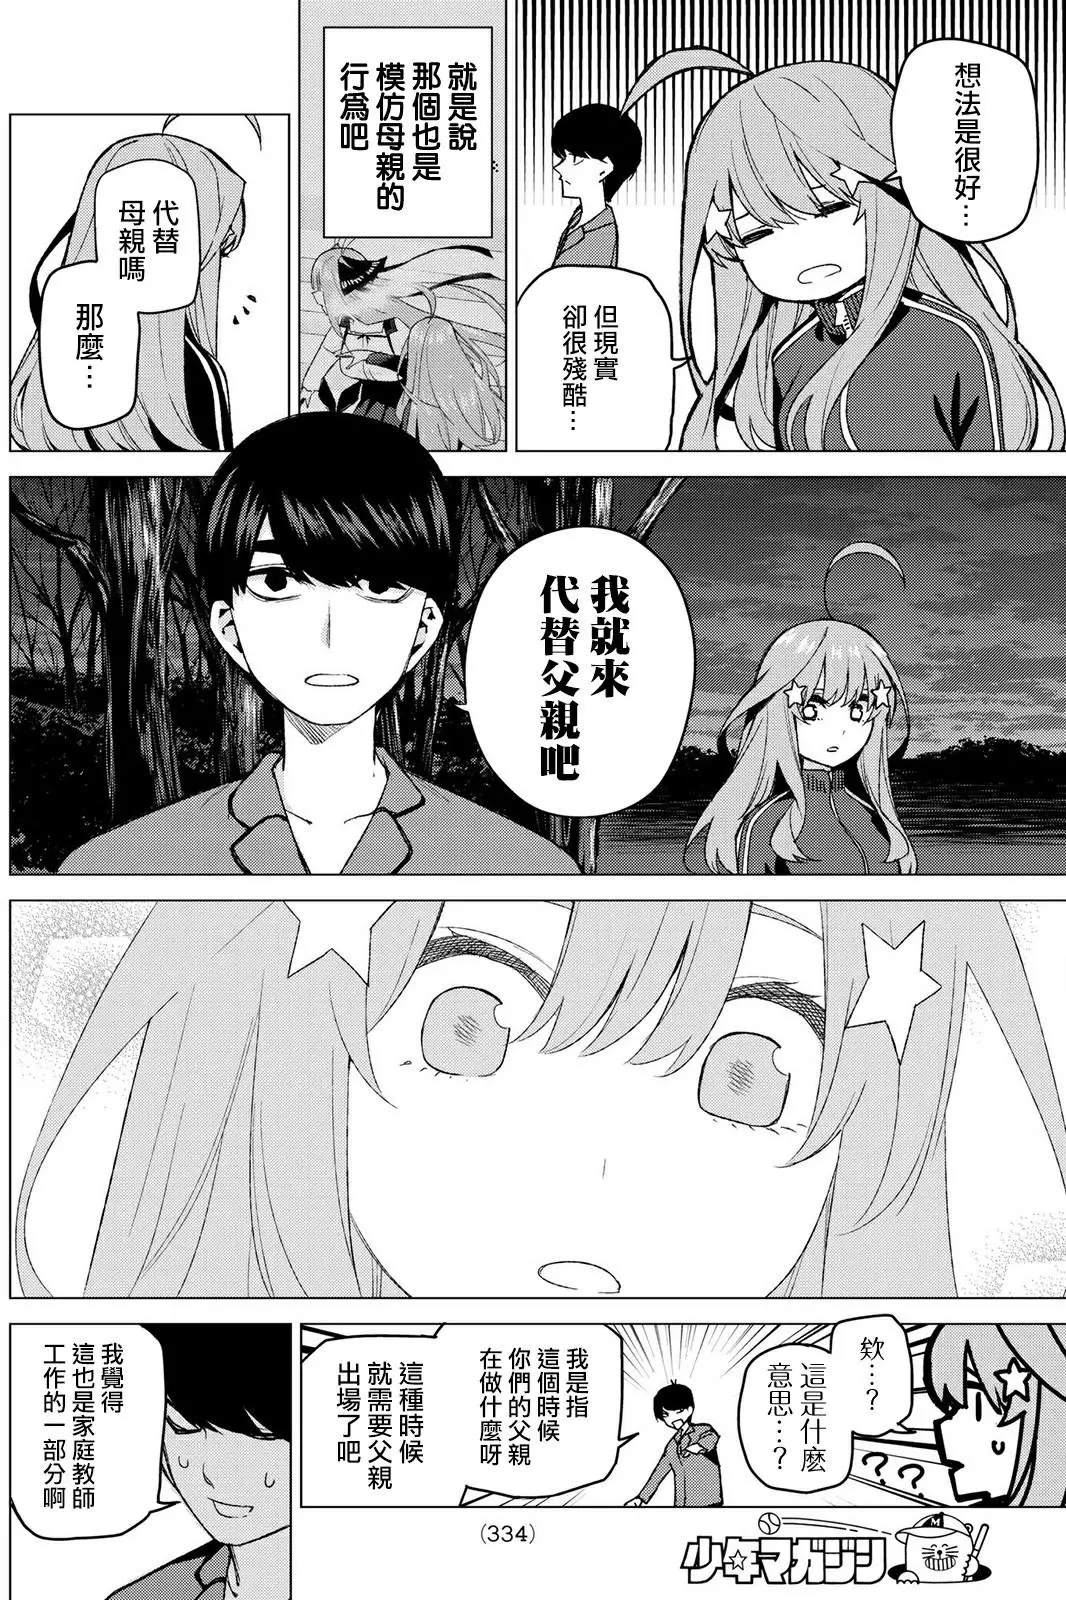 想法是很好…
但現實
卻很殘酷…
就是說
那個也是
模仿母親的
行爲吧…
代替
母親嗎
那麼…
我就來
代替父親吧
欸…？
這是什麽
意思…？
？？
我是指
這個時候
你們的父親
在做什麼呀
這種時候
就需要父親
出場了吧
我覺得
這也是家庭教師
工作的一部分啊
(334)
少年マガジン
M